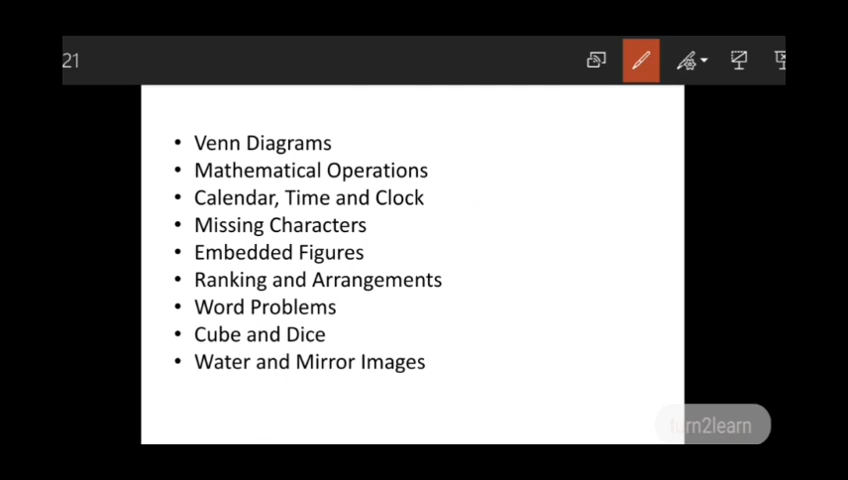 21
• Venn Diagrams
• Mathematical Operations
• Calendar, Time and Clock
• Missing Characters
• Embedded Figures
• Ranking and Arrangements
• Word Problems
• Cube and Dice
• Water and Mirror Images
turn2learn